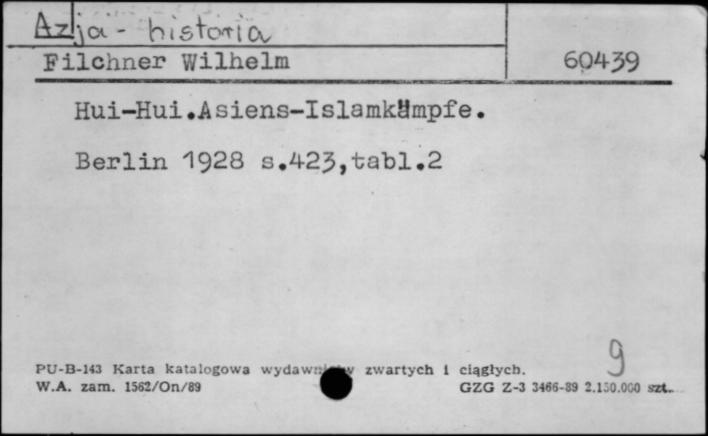 Azja - historia
Filchner Wilhelm 60439
Hui-Hui.Asiens-Islamkämpfe.
Berlin 1928 s.423,tabl.2
9
PU-B-143 Karta katalogowa wydawnictw zwartych i ciągłych.
W.A. zam. 1562/On/89 GZG Z-3 3466-89 2.150.000 szt.